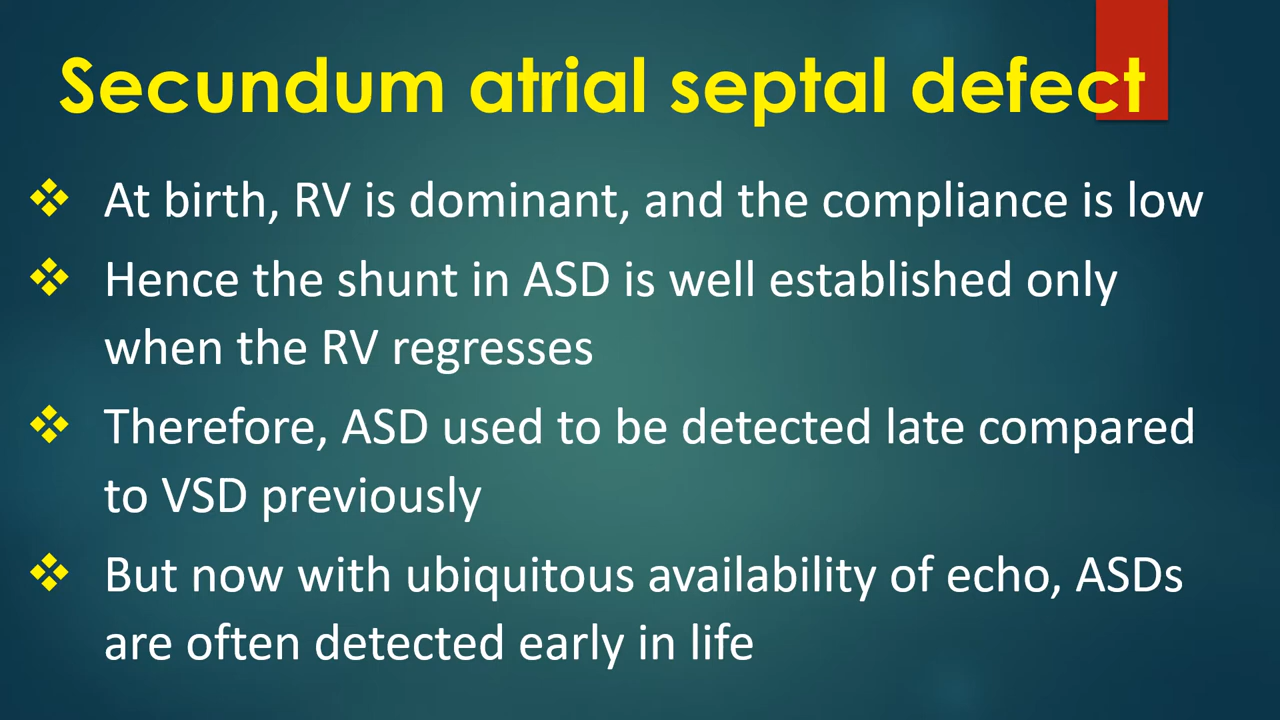 Secundum atrial septal defect
At birth, RV is dominant, and the compliance is low
Hence the shunt in ASD is well established only
when the RV regresses
Therefore, ASD used to be detected late compared
to VSD previously
But now with ubiquitous availability of echo, ASDs
are often detected early in life